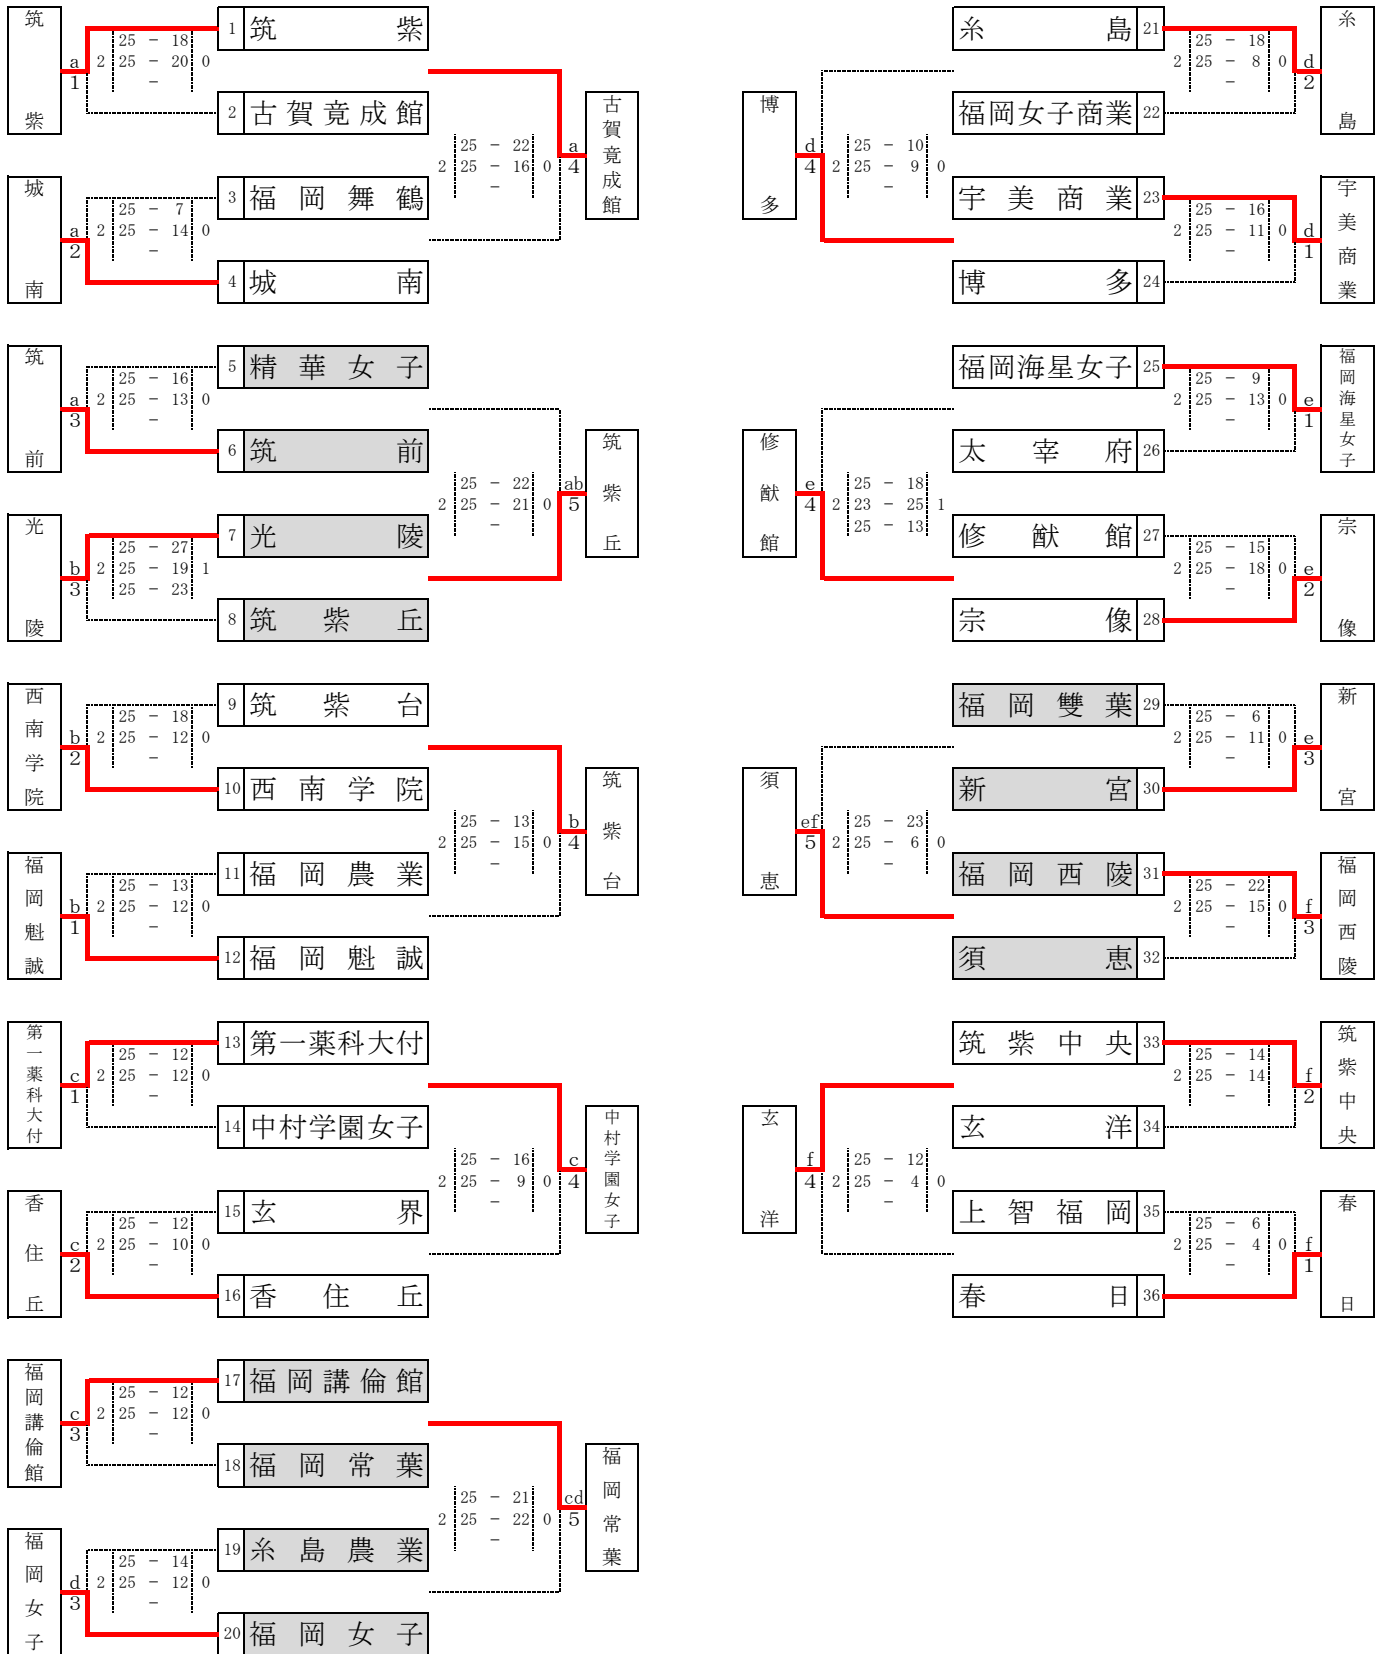 筑紫
a
1
25 − 18
2 25 − 20 0
−
1 筑紫
2 古賀竟成館
城南
a
2
25 − 7
2 25 − 14 0
−
3 福岡舞鶴
4 城南
25 − 22
2 25 − 16 0
−
a
4
古賀竟成館
筑前
a
3
25 − 16
2 25 − 13 0
−
5 精華女子
6 筑前
光陵
b
3
25 − 27
2 25 − 19 1
25 − 23
7 光陵
8 筑紫丘
25 − 22
2 25 − 21 0
−
ab
5
筑紫丘
西南学院
b
2
25 − 18
2 25 − 12 0
−
9 筑紫台
10 西南学院
福岡魁誠
b
1
25 − 13
2 25 − 12 0
−
11 福岡農業
12 福岡魁誠
25 − 13
2 25 − 15 0
−
b
4
筑紫台
第一薬科大付
c
1
25 − 12
2 25 − 12 0
−
13 第一薬科大付
14 中村学園女子
香住丘
c
2
25 − 12
2 25 − 10 0
−
15 玄界
16 香住丘
25 − 16
2 25 − 9 0
−
c
4
中村学園女子
福岡講倫館
c
3
25 − 12
2 25 − 12 0
−
17 福岡講倫館
18 福岡常葉
福岡女子
d
3
25 − 14
2 25 − 12 0
−
19 糸島農業
20 福岡女子
25 − 21
2 25 − 22 0
−
cd
5
福岡常葉
糸島 21
福岡女子商業 22
25 − 18
2 25 − 8 0
−
d
2
糸島
宇美商業 23
博多 24
25 − 16
2 25 − 11 0
−
d
1
宇美商業
博多
d
4
25 − 10
2 25 − 9 0
−
福岡海星女子 25
太宰府 26
25 − 9
2 25 − 13 0
−
e
1
福岡海星女子
修猷館 27
宗像 28
25 − 15
2 25 − 18 0
−
e
2
宗像
修猷館
e
4
25 − 18
2 23 − 25 1
25 − 13
福岡雙葉 29
新宮 30
25 − 6
2 25 − 11 0
−
e
3
新宮
福岡西陵 31
須恵 32
25 − 22
2 25 − 15 0
−
f
3
福岡西陵
須恵
ef
5
25 − 23
2 25 − 6 0
−
筑紫中央 33
玄洋 34
25 − 14
2 25 − 14
−
f
2
筑紫中央
上智福岡 35
春日 36
25 − 6
2 25 − 4 0
−
f
1
春日
玄洋
f
4
25 − 12
2 25 − 4 0
−